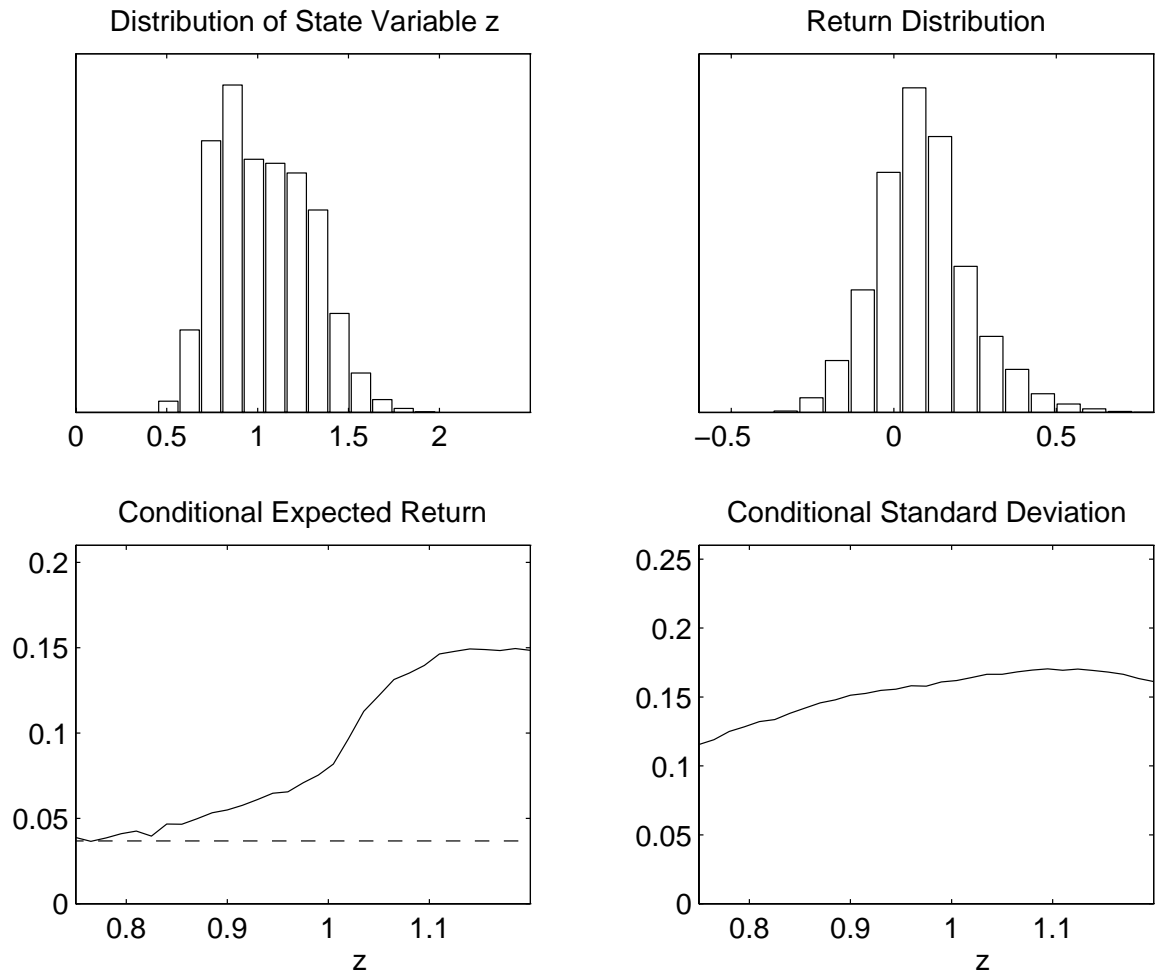 Distribution of State Variable z
0 0.5 1 1.5 2
Return Distribution
−0.5 0 0.5
Conditional Expected Return
0.2
0.15
0.1
0.05
0
0.8 0.9 1 1.1
z
Conditional Standard Deviation
0.25
0.2
0.15
0.1
0.05
0
0.8 0.9 1 1.1
z